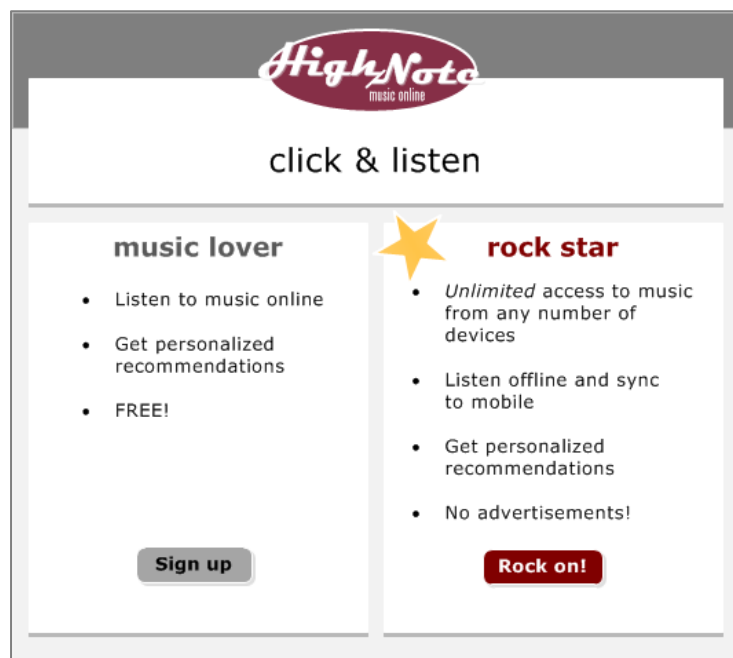 HighNote
music online
click & listen
music lover
• Listen to music online
• Get personalized
recommendations
• FREE!
Sign up
rock star
• Unlimited access to music
from any number of
devices
• Listen offline and sync
to mobile
• Get personalized
recommendations
• No advertisements!
Rock on!